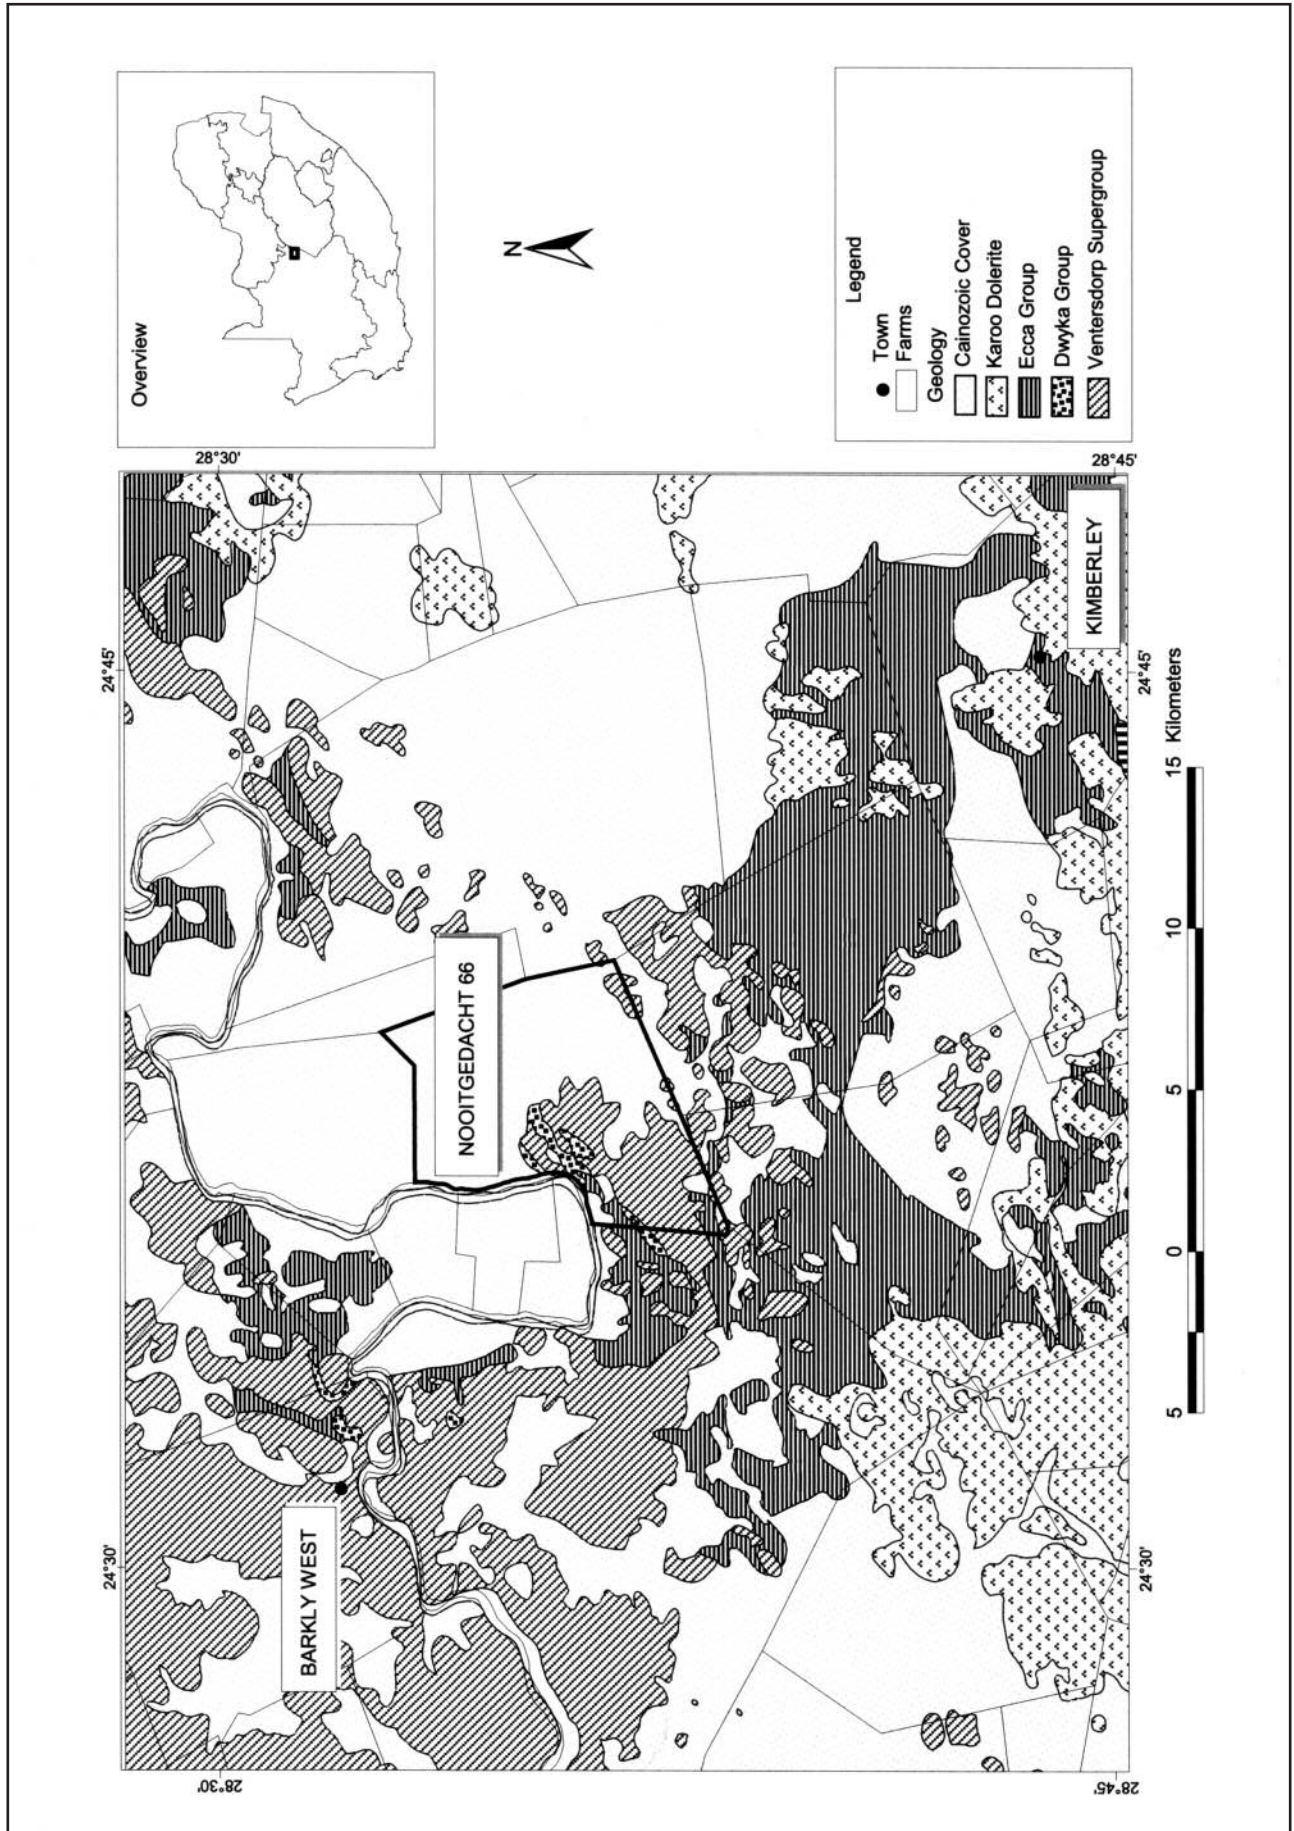 Overview
N
Legend
Town
Farms
Geology
Cainozoic Cover
Karoo Dolerite
Ecca Group
Dwyka Group
Ventersdorp Supergroup
24°30'
24°45'
28°30'
28°30'
BARKLY WEST
NOOITGEDACHT 66
KIMBERLEY
28°45'
28°45'
24°30'
24°45'
5 0 5 10 15 Kilometers